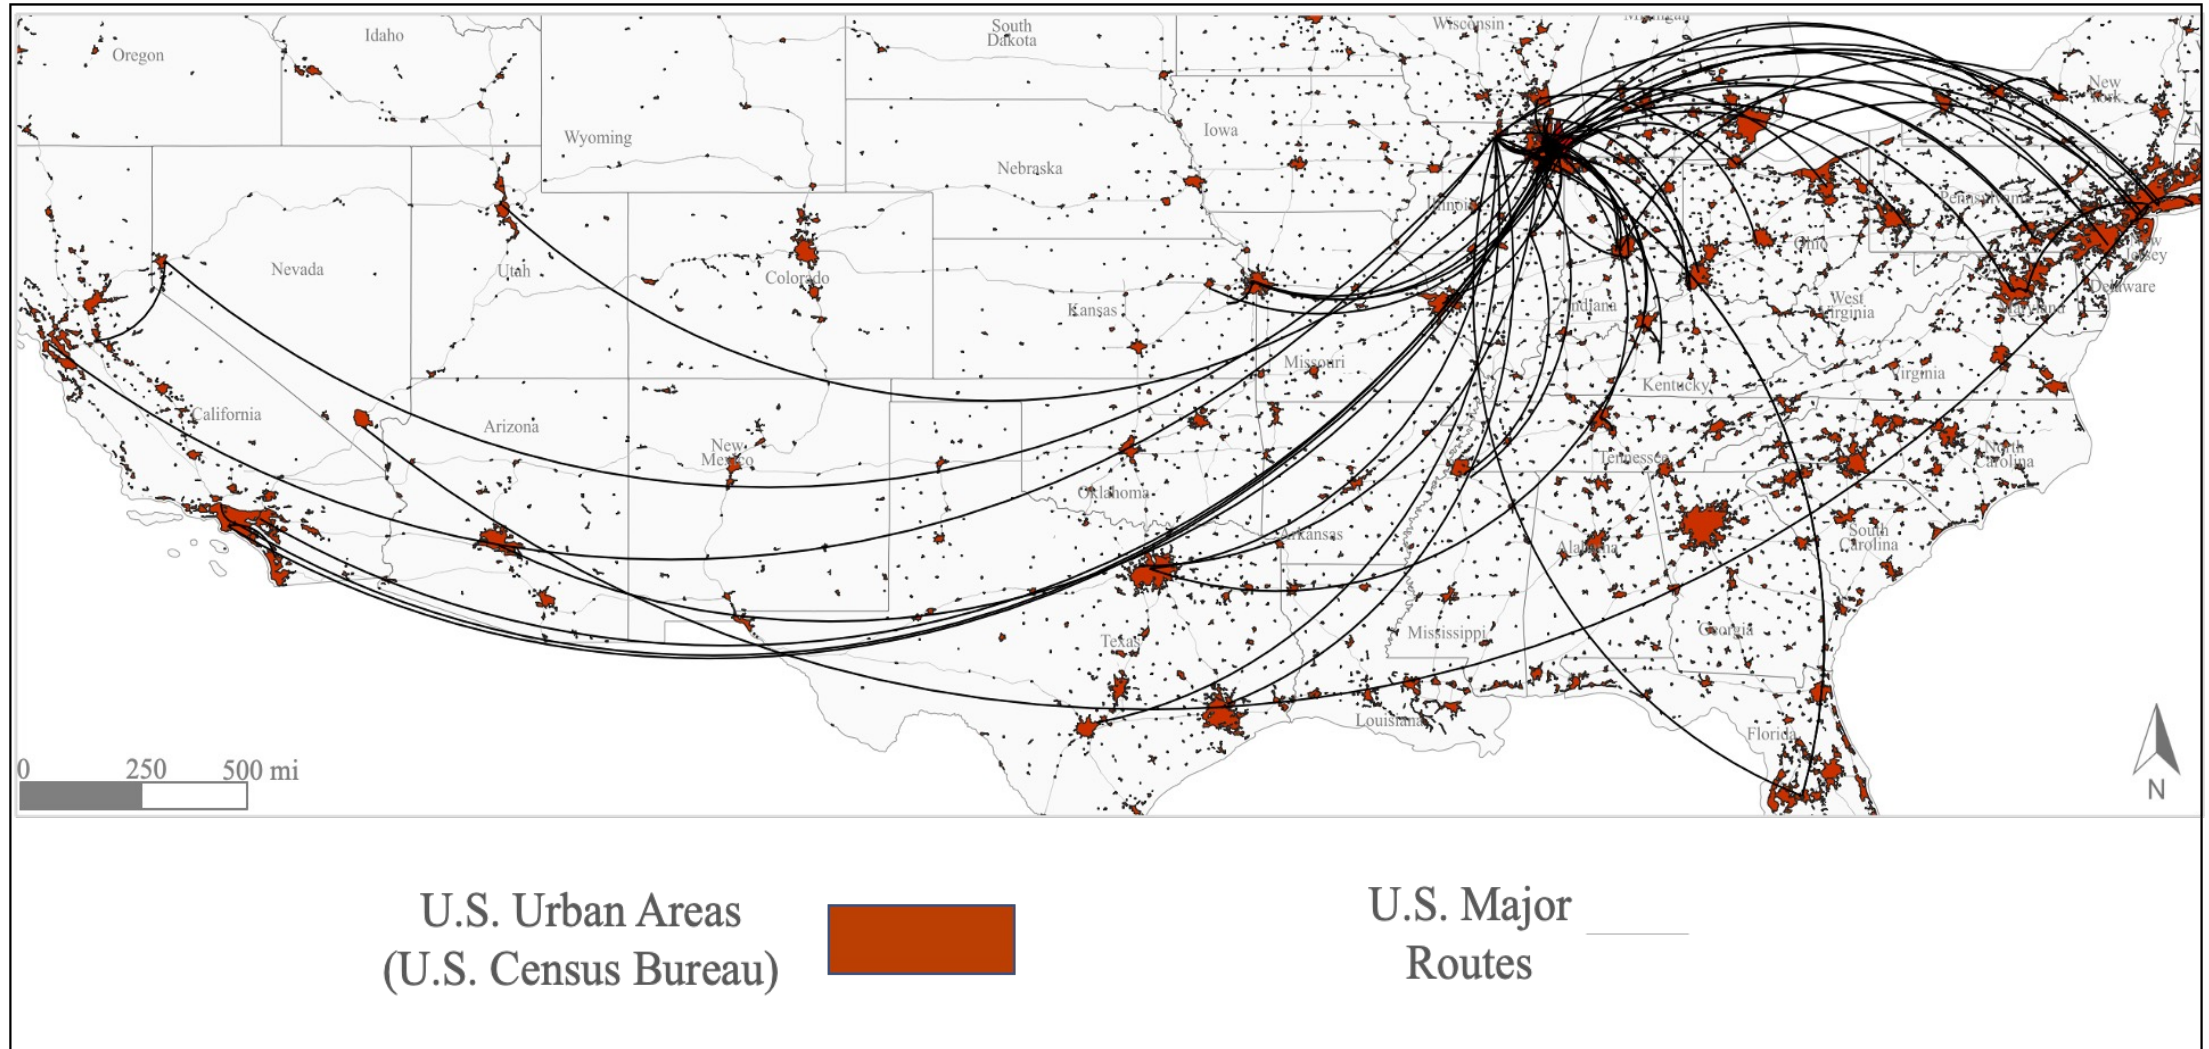 Oregon
Idaho
South
Dakota
Wisconsin
Michigan
New
York
Wyoming
Iowa
Nebraska
Illinois
Pennsylvania
Nevada
Utah
Colorado
Ohio
New
Jersey
Delaware
Kansas
Indiana
West
Virginia
Maryland
Missouri
Kentucky
Virginia
California
Arizona
New
Mexico
Tennessee
North
Carolina
Oklahoma
Arkansas
Alabama
South
Carolina
Texas
Mississippi
Georgia
Louisiana
Florida
0 250 500 mi
N
U.S. Urban Areas
(U.S. Census Bureau)
U.S. Major
Routes